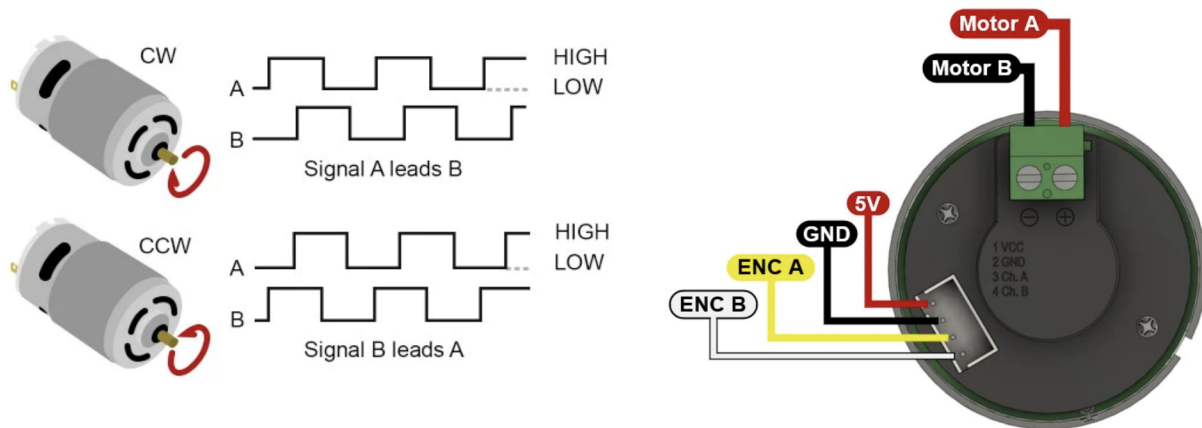 CW
A
B
HIGH
LOW
Signal A leads B
CCW
A
B
HIGH
LOW
Signal B leads A
Motor A
Motor B
5V
GND
ENC A
ENC B
− +
1 VCC
2 GND
3 Ch. A
4 Ch. B